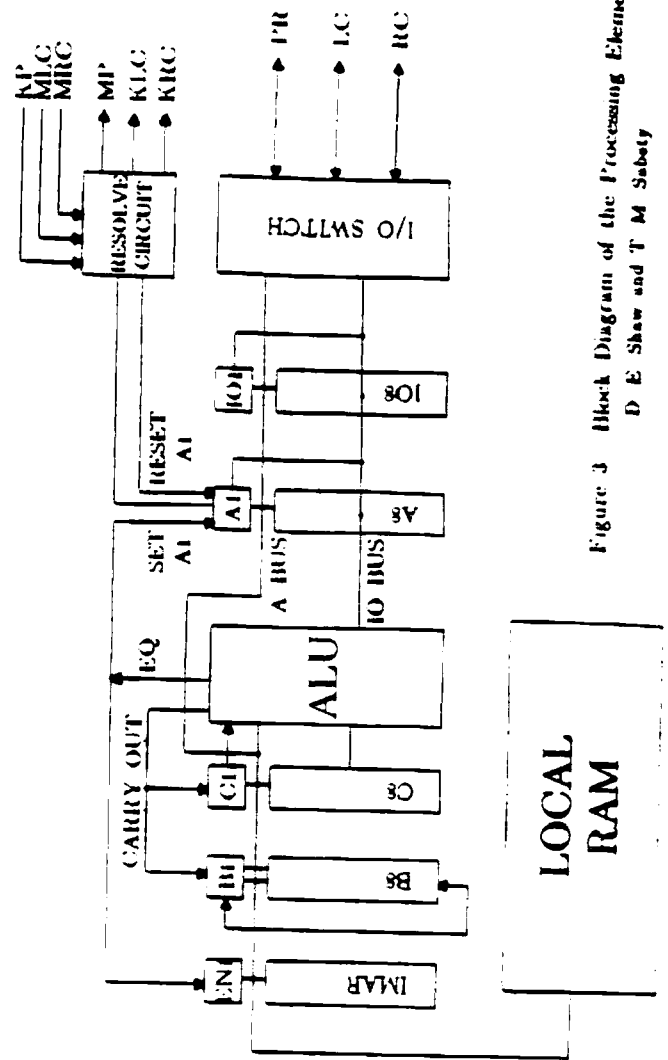 KP
MLC
MRC
MP
KLC
KRC
RESOLVE
CIRCUIT
PR
LC
RC
I/O SWITCH
IO1
IO8
RESET
A1
SET
A1
A1
A8
A BUS
IO BUS
EQ
ALU
CARRY OUT
C1
C8
B1
B8
EN1
IMAR
LOCAL
RAM
Figure 3 Block Diagram of the Processing Eleme
D E Shaw and T M Sabety